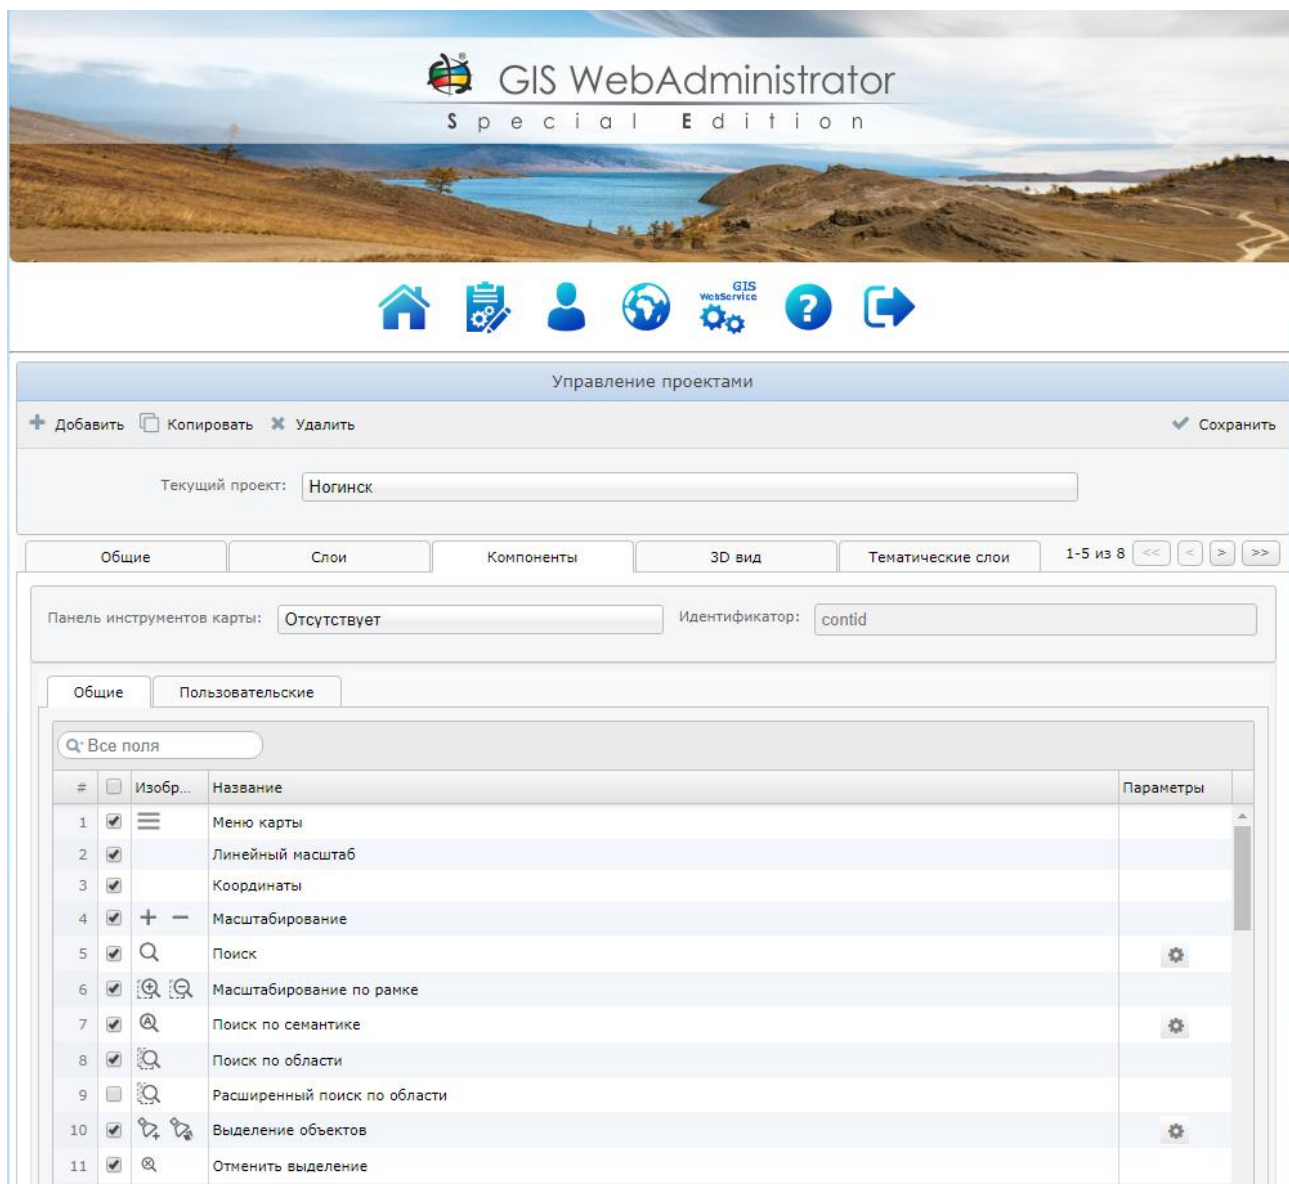 GIS WebAdministrator
Special Edition
GIS
WebService
Управление проектами
Добавить Копировать Удалить Сохранить
Текущий проект: Ногинск
Общие Слои Компоненты 3D вид Тематические слои 1-5 из 8 << < > >>
Панель инструментов карты: Отсутствует Идентификатор: contid
Общие Пользовательские
Все поля
# Изобр... Название Параметры
1 Меню карты
2 Линейный масштаб
3 Координаты
4 Масштабирование
5 Поиск
6 Масштабирование по рамке
7 Поиск по семантике
8 Поиск по области
9 Расширенный поиск по области
10 Выделение объектов
11 Отменить выделение